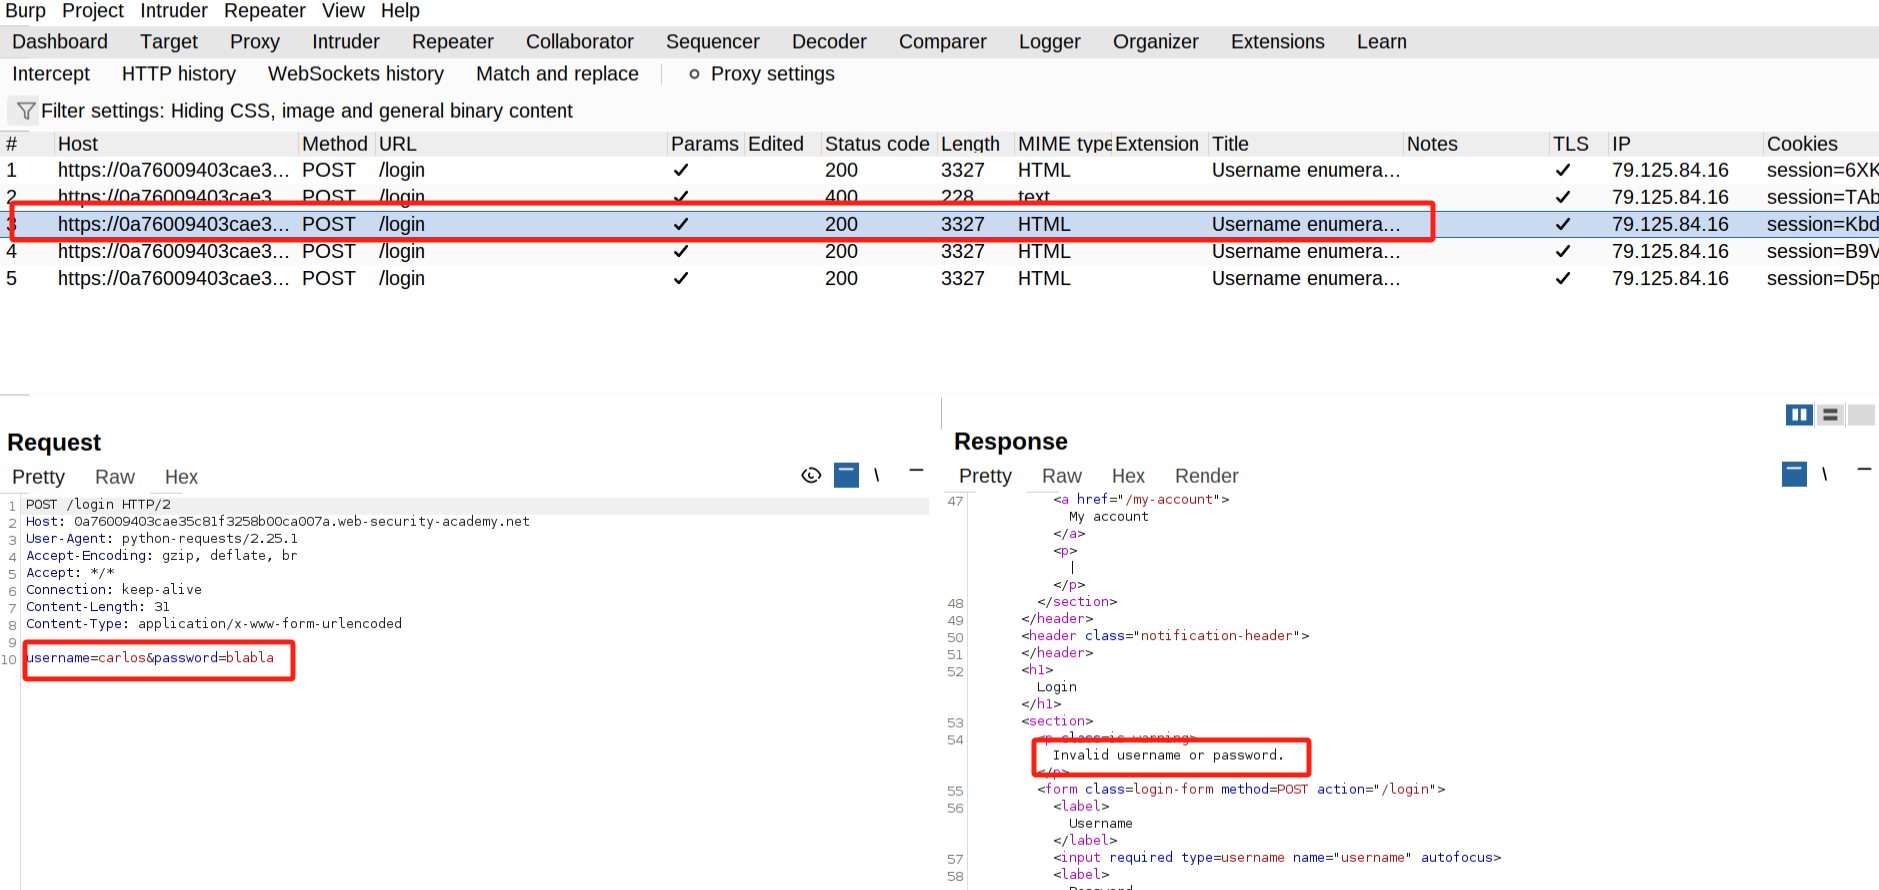 Burp Project Intruder Repeater View Help
Dashboard Target Proxy Intruder Repeater Collaborator Sequencer Decoder Comparer Logger Organizer Extensions Learn
Intercept HTTP history WebSockets history Match and replace Proxy settings
Filter settings: Hiding CSS, image and general binary content
# Host Method URL Params Edited Status code Length MIME type Extension Title Notes TLS IP Cookies
1 https://0a76009403cae3... POST /login ✓ 200 3327 HTML Username enumera... ✓ 79.125.84.16 session=6XK
2 https://0a76009403cae3... POST /login ✓ 400 228 text ✓ 79.125.84.16 session=TAb
3 https://0a76009403cae3... POST /login ✓ 200 3327 HTML Username enumera... ✓ 79.125.84.16 session=Kbd
4 https://0a76009403cae3... POST /login ✓ 200 3327 HTML Username enumera... ✓ 79.125.84.16 session=B9V
5 https://0a76009403cae3... POST /login ✓ 200 3327 HTML Username enumera... ✓ 79.125.84.16 session=D5p
Request
Pretty Raw Hex
1 POST /login HTTP/2
2 Host: 0a76009403cae35c81f3258b00ca007a.web-security-academy.net
3 User-Agent: python-requests/2.25.1
4 Accept-Encoding: gzip, deflate, br
5 Accept: */*
6 Connection: keep-alive
7 Content-Length: 31
8 Content-Type: application/x-www-form-urlencoded
9
10 username=carlos&password=blabla
Response
Pretty Raw Hex Render
47 <a href="/my-account">
My account
</a>
<p>
|
</p>
48 </section>
49 </header>
50 <header class="notification-header">
51 </header>
52 <h1>
Login
</h1>
53 <section>
54 <p class=is-warning>
Invalid username or password.
</p>
55 <form class=login-form method=POST action="/login">
56 <label>
Username
</label>
57 <input required type=username name="username" autofocus>
58 <label>
Password